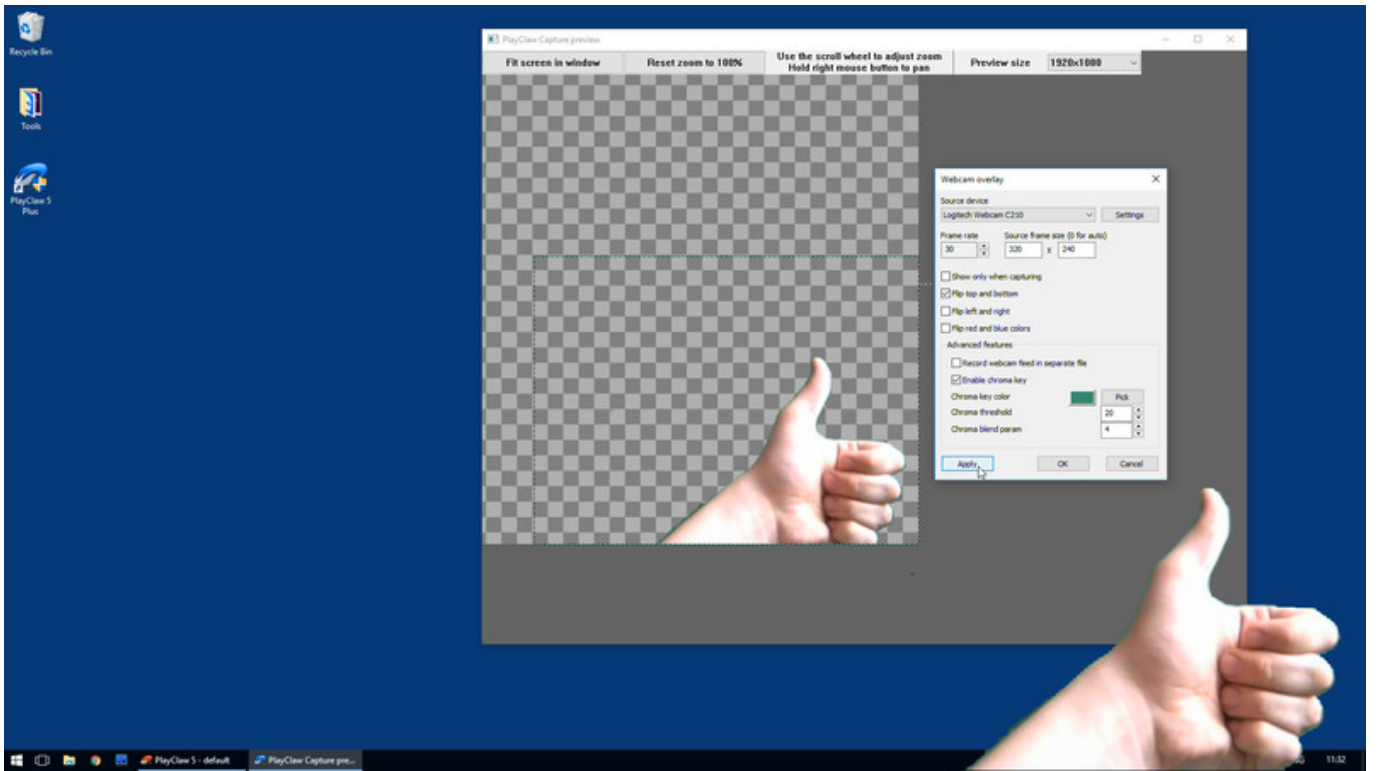 Recycle Bin
Tools
PlayClaw 5
Plus
PlayClaw Capture preview
Fit screen in window
Reset zoom to 100%
Use the scroll wheel to adjust zoom
Hold right mouse button to pan
Preview size
1920x1080
Webcam overlay
Source device
Logitech Webcam C210
Settings
Frame rate
Source frame size (0 for auto)
30
320 x 240
Show only when capturing
Flip top and bottom
Flip left and right
Flip red and blue colors
Advanced features
Record webcam feed in separate file
Enable chroma key
Chroma key color
Pick
Chroma threshold
20
Chroma blend param
4
Apply
OK
Cancel
PlayClaw 5 - default
PlayClaw Capture pre...
11:32